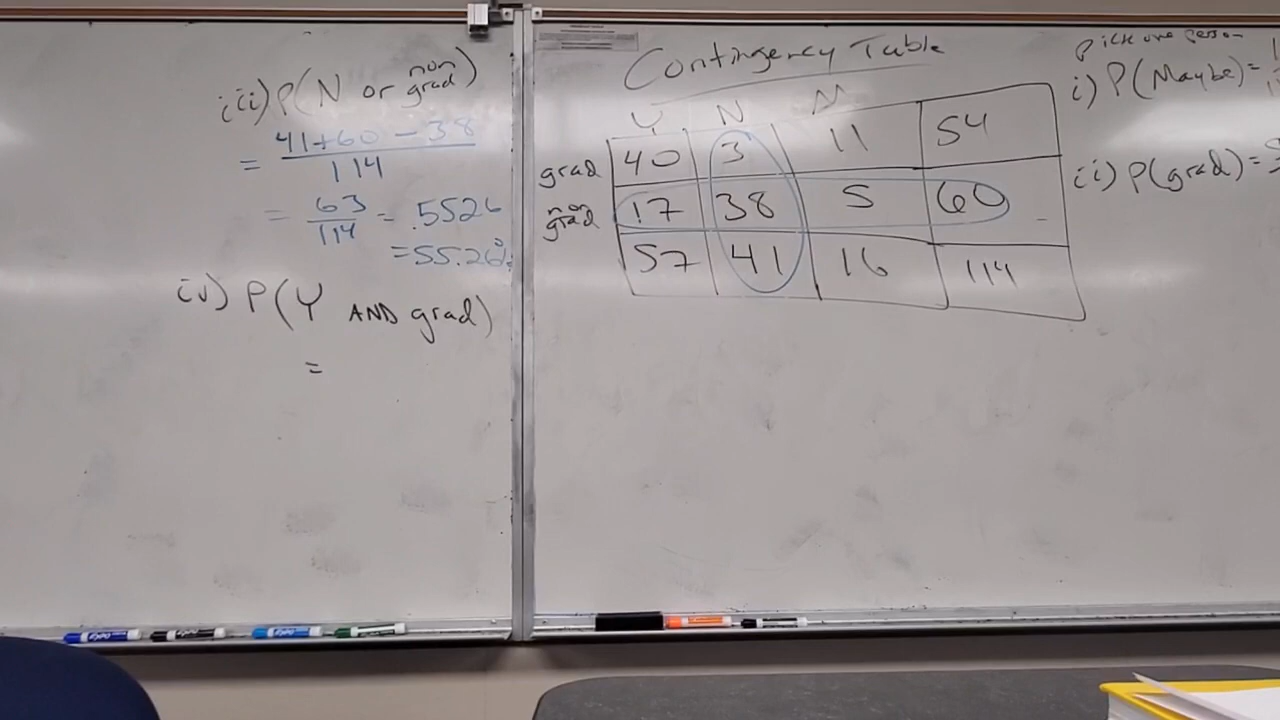 iii) P(N or non grad)
= 41+60-38 / 114
= 63/114 = .5526
= 55.26%
iv) P(Y AND grad)
=
Contingency Table
Y N M
grad 40 3 11 54
non grad 17 38 5 60
57 41 16 114
Pick one person
i) P(Maybe) =
ii) P(grad) =